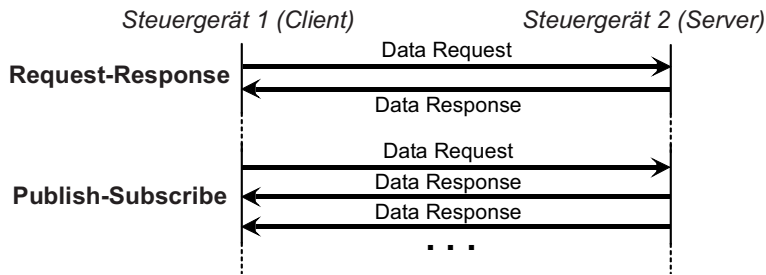 Steuergerät 1 (Client) Steuergerät 2 (Server)
Data Request
Request-Response
Data Response
Data Request
Data Response
Publish-Subscribe
Data Response
. . .